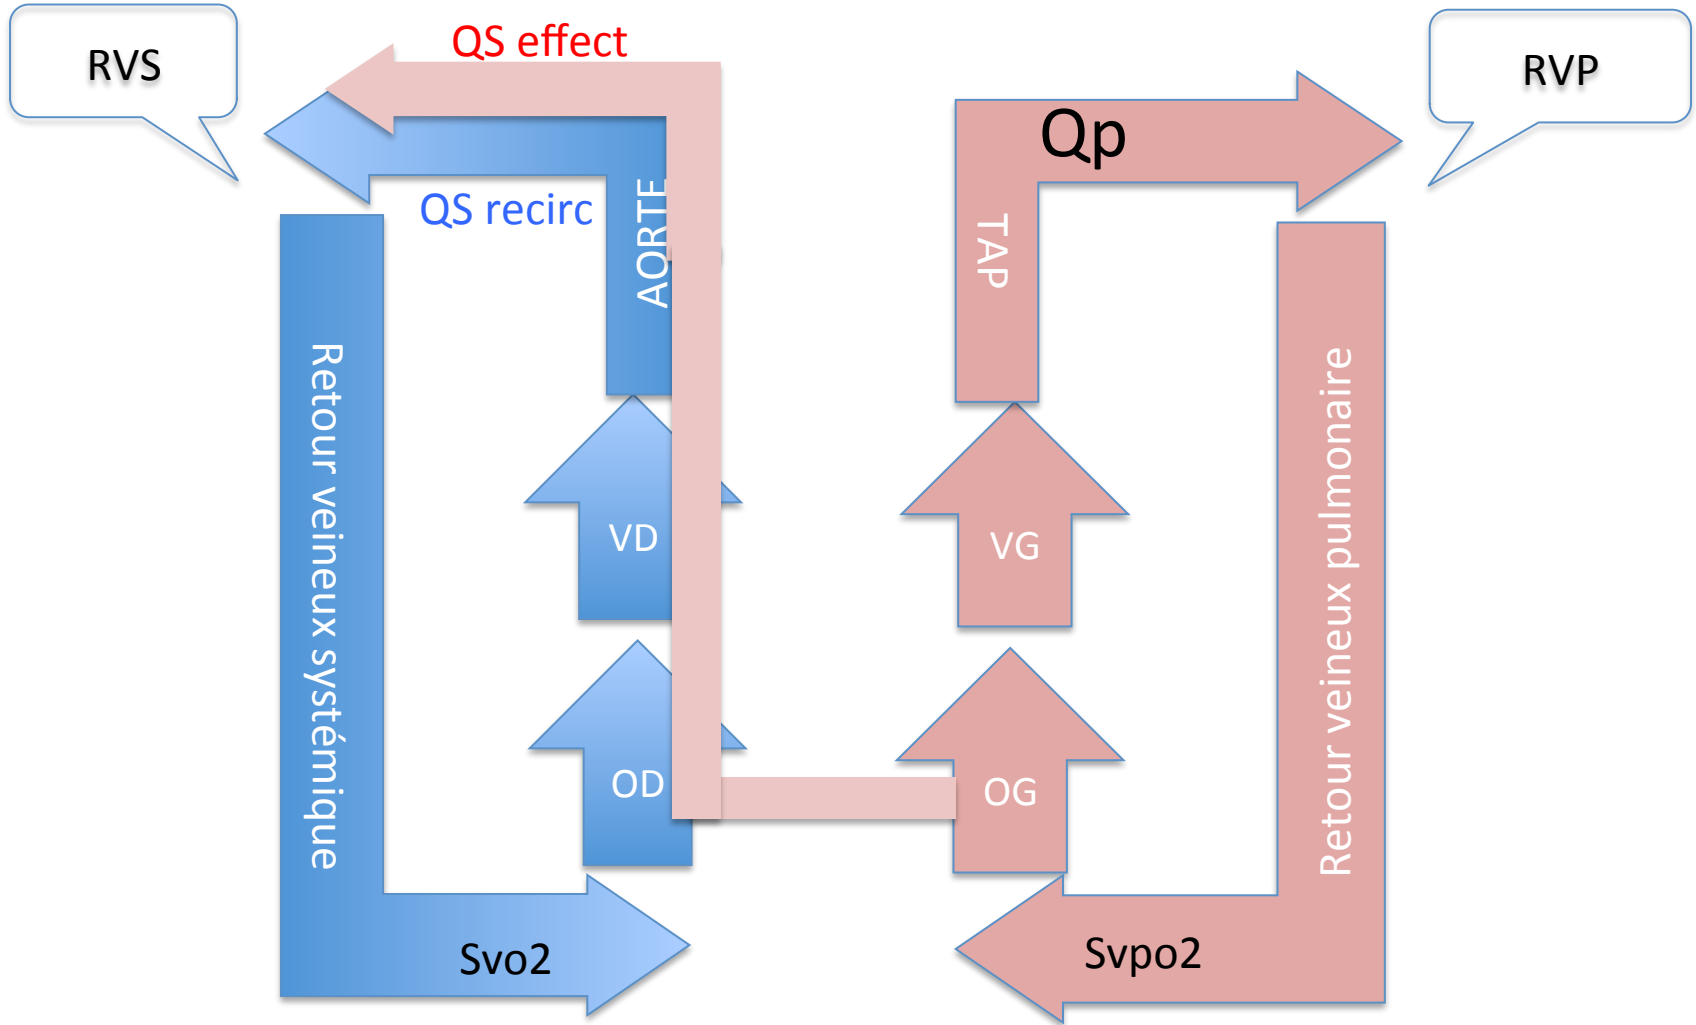 RVS
QS effect
RVP
Qp
QS recirc
AORTE
TAP
Retour veineux systémique
Retour veineux pulmonaire
VD
VG
OD
OG
Svo2
Svpo2